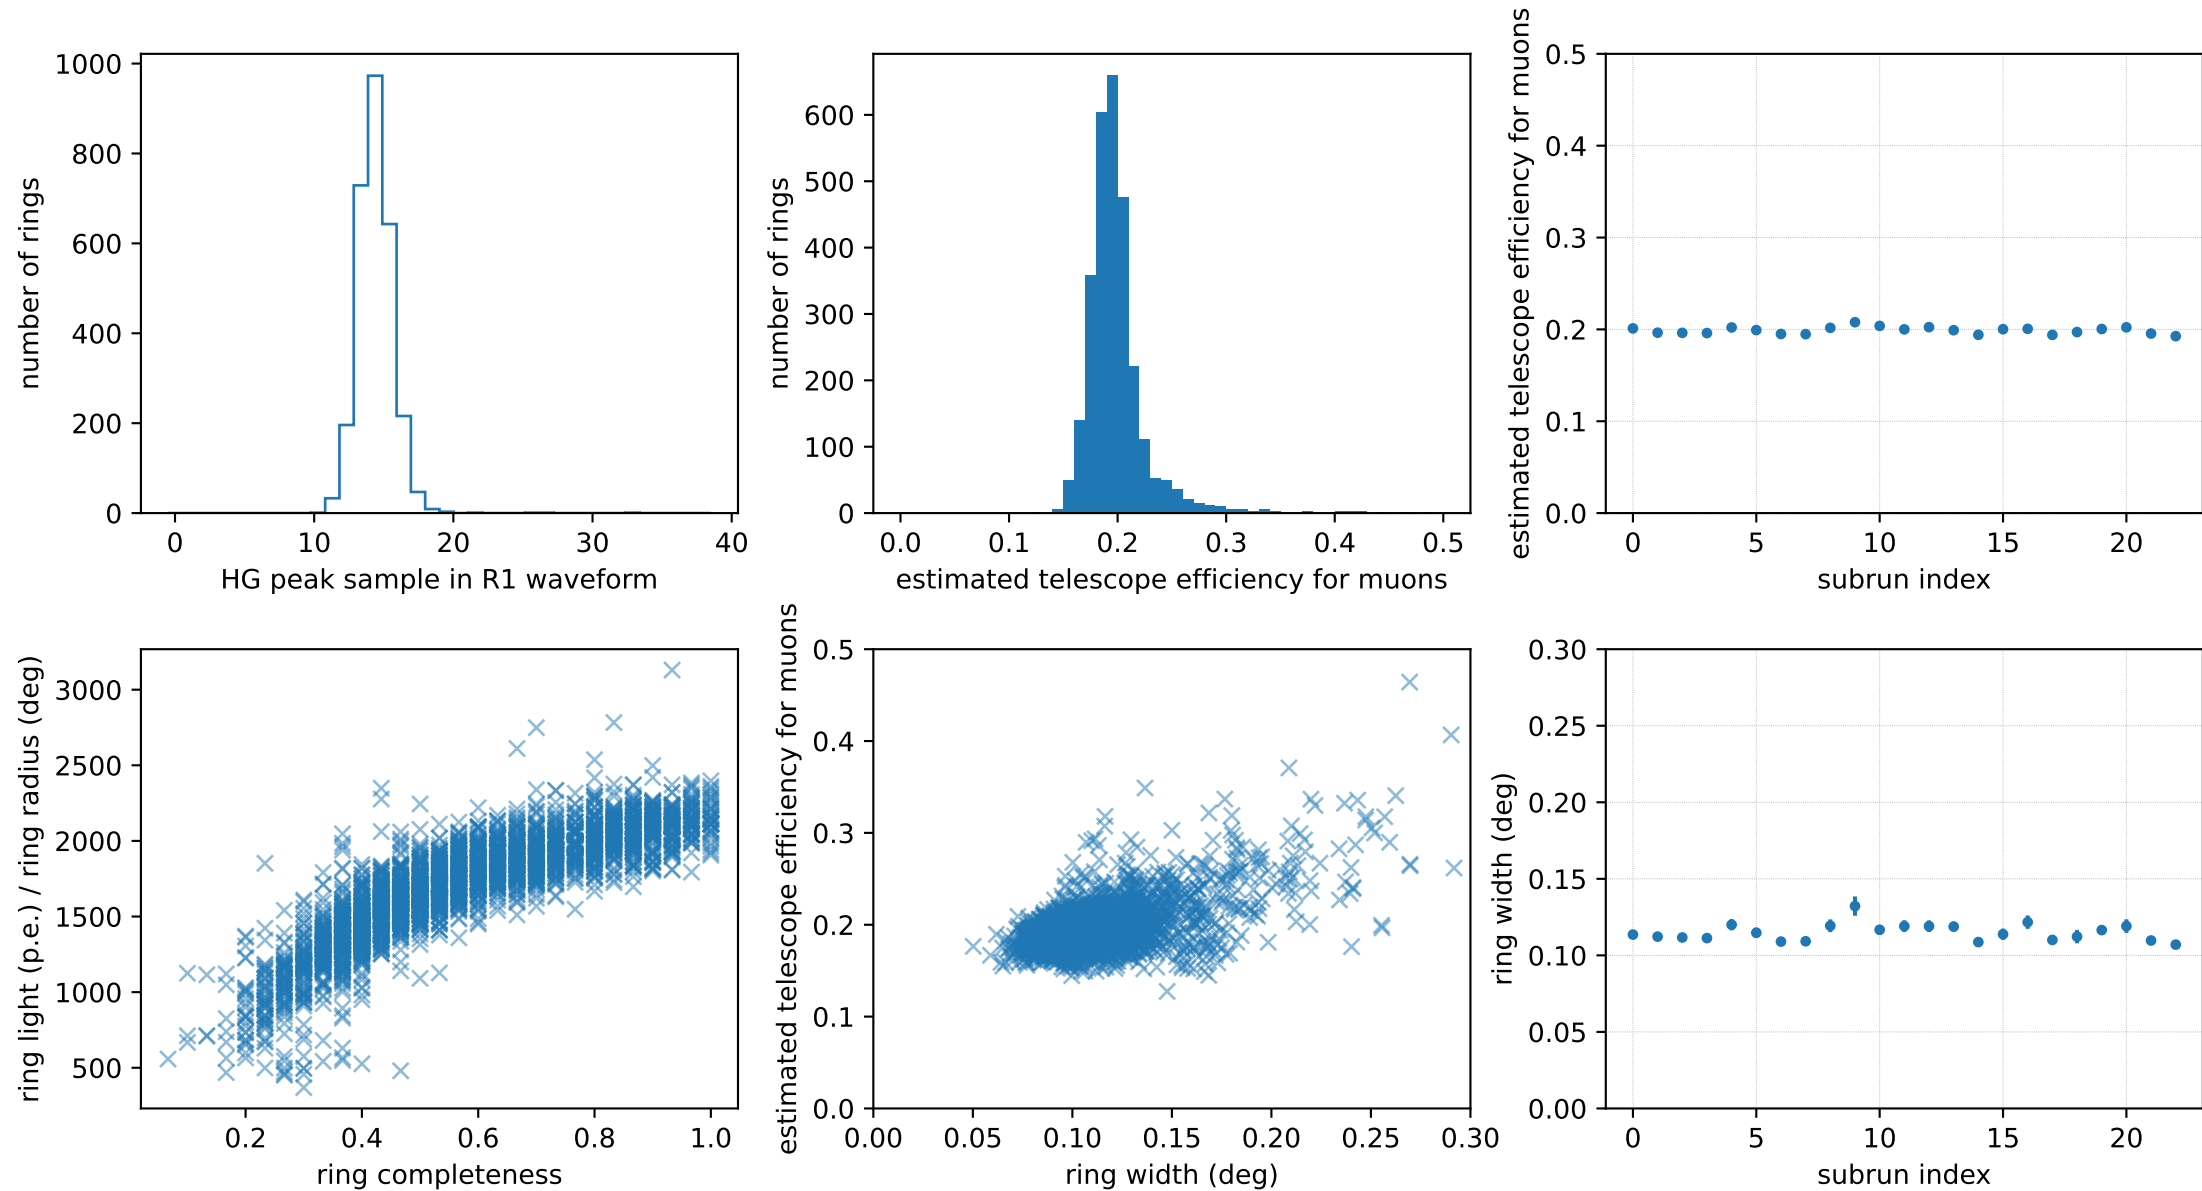 1000
800
600
400
200
0
number of rings
0 10 20 30 40
HG peak sample in R1 waveform
600
500
400
300
200
100
0
number of rings
0.0 0.1 0.2 0.3 0.4 0.5
estimated telescope efficiency for muons
0.5
0.4
0.3
0.2
0.1
0.0
estimated telescope efficiency for muons
0 5 10 15 20
subrun index
3000
2500
2000
1500
1000
500
ring light (p.e.) / ring radius (deg)
0.2 0.4 0.6 0.8 1.0
ring completeness
0.5
0.4
0.3
0.2
0.1
0.0
estimated telescope efficiency for muons
0.00 0.05 0.10 0.15 0.20 0.25 0.30
ring width (deg)
0.30
0.25
0.20
0.15
0.10
0.05
0.00
ring width (deg)
0 5 10 15 20
subrun index